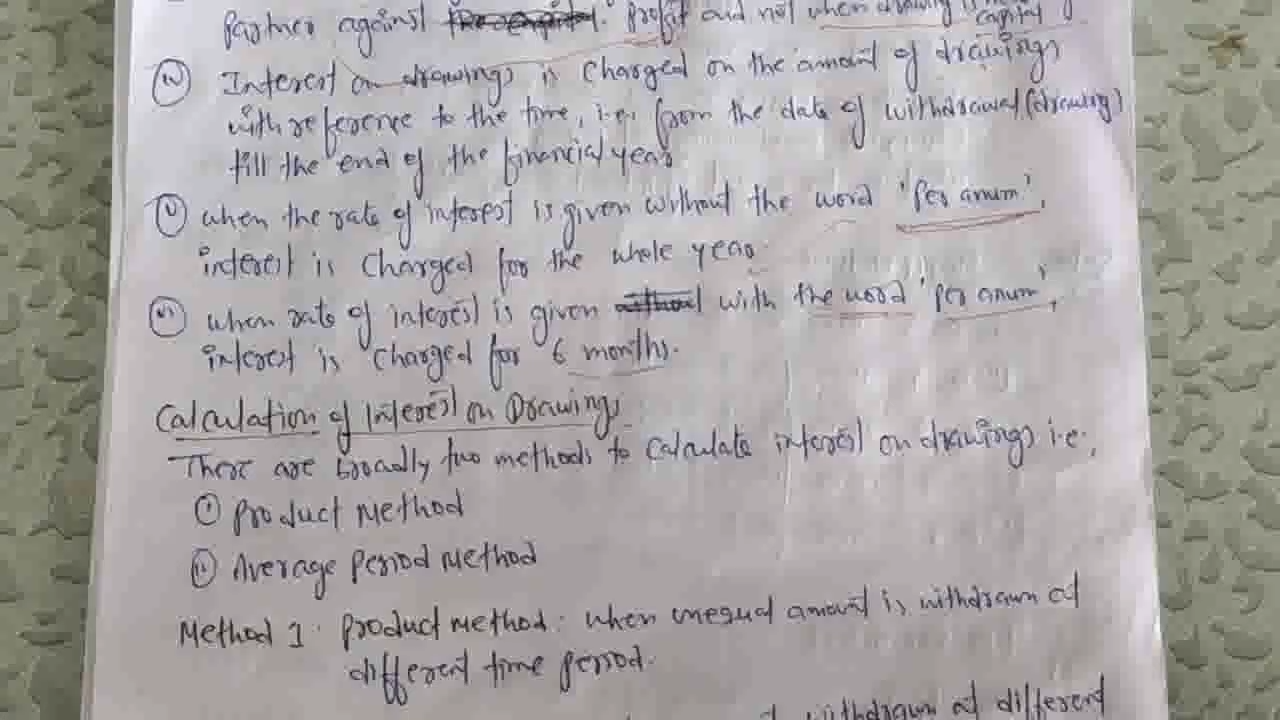 Partner against profit and not when drawing is capital
(iv) Interest on drawings is charged on the amount of drawings
with reference to the time, i.e. from the date of withdrawal (drawing)
till the end of the financial year
(v) when the rate of interest is given without the word 'Per anum',
interest is charged for the whole year.
(vi) when rate of interest is given with the word 'per anum',
interest is charged for 6 months.
Calculation of Interest on Drawings
There are broadly two methods to calculate interest on drawings i.e.,
(i) Product Method
(ii) Average Period Method
Method 1. Product method: when unequal amount is withdrawn at
different time period.
withdrawn at different